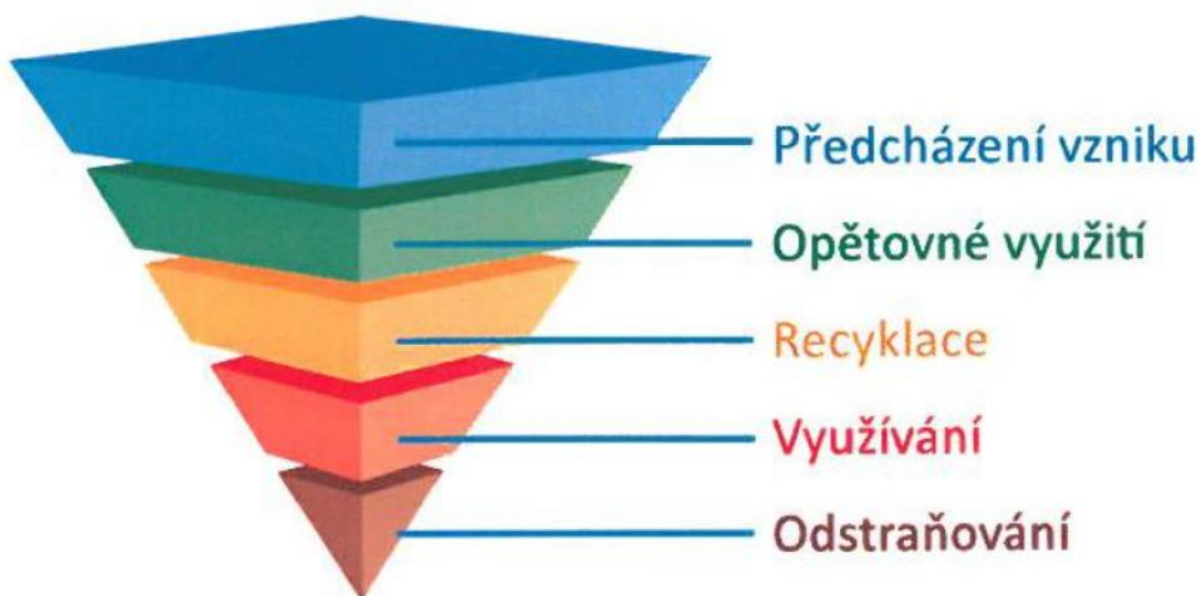 Předcházení vzniku
Opětovné využití
Recyklace
Využívání
Odstraňování